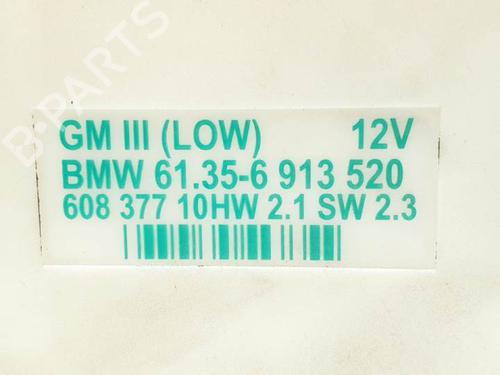 B-PARTS
GM III (LOW) 12V
BMW 61.35-6 913 520
608 377 10HW 2.1 SW 2.3